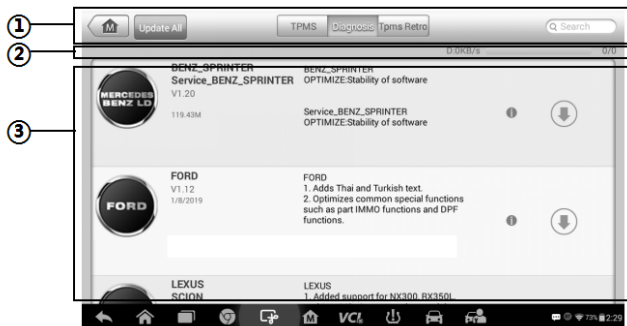 ①
M
Update All
TPMS
Diagnosis
Tpms Retro
Search
②
D:0KB/s
0/0
③
MERCEDES
BENZ LD
BENZ_SPRINTER
Service_BENZ_SPRINTER
V1.20
119.43M
BENZ_SPRINTER
OPTIMIZE:Stability of software
Service_BENZ_SPRINTER
OPTIMIZE:Stability of software
FORD
FORD
V1.12
1/8/2019
FORD
1. Adds Thai and Turkish text.
2. Optimizes common special functions
such as part IMMO functions and DPF
functions.
LEXUS
SCION
LEXUS
1. Added support for NX300, RX350L,
M
VCI
73%
2:29